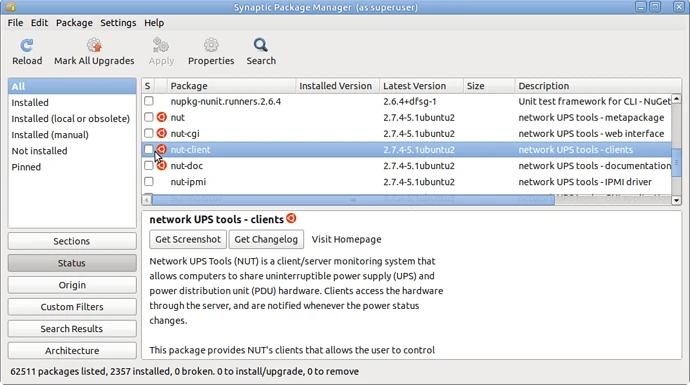 Synaptic Package Manager (as superuser)
File Edit Package Settings Help
Reload Mark All Upgrades Apply Properties Search
All
Installed
Installed (local or obsolete)
Installed (manual)
Not installed
Pinned
Sections
Status
Origin
Custom Filters
Search Results
Architecture
S Package Installed Version Latest Version Size Description
nupkg-nunit.runners.2.6.4 2.6.4+dfsg-1 Unit test framework for CLI - NuGet
nut 2.7.4-5.1ubuntu2 network UPS tools - metapackage
nut-cgi 2.7.4-5.1ubuntu2 network UPS tools - web interface
nut-client 2.7.4-5.1ubuntu2 network UPS tools - clients
nut-doc 2.7.4-5.1ubuntu2 network UPS tools - documentation
nut-ipmi 2.7.4-5.1ubuntu2 network UPS tools - IPMI driver
network UPS tools - clients
Get Screenshot Get Changelog Visit Homepage
Network UPS Tools (NUT) is a client/server monitoring system that
allows computers to share uninterruptible power supply (UPS) and
power distribution unit (PDU) hardware. Clients access the hardware
through the server, and are notified whenever the power status
changes.
This package provides NUT's clients that allows the user to control
62511 packages listed, 2357 installed, 0 broken. 0 to install/upgrade, 0 to remove